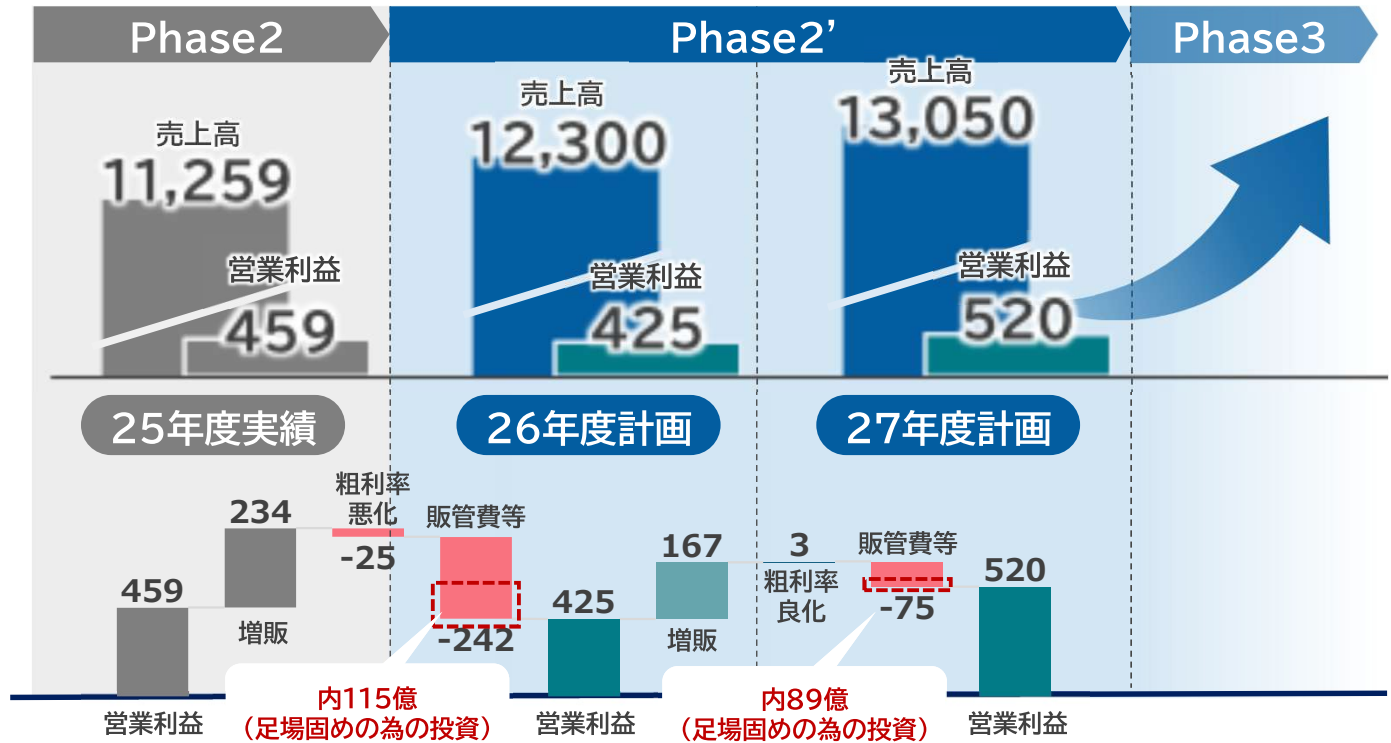 Phase2
Phase2’
Phase3
売上高
11,259
営業利益
459
売上高
12,300
営業利益
425
売上高
13,050
営業利益
520
25年度実績
26年度計画
27年度計画
459
営業利益
234
増販
粗利率
悪化
-25
販管費等
-242
内115億
（足場固めの為の投資）
425
営業利益
167
増販
3
粗利率
良化
販管費等
-75
内89億
（足場固めの為の投資）
520
営業利益